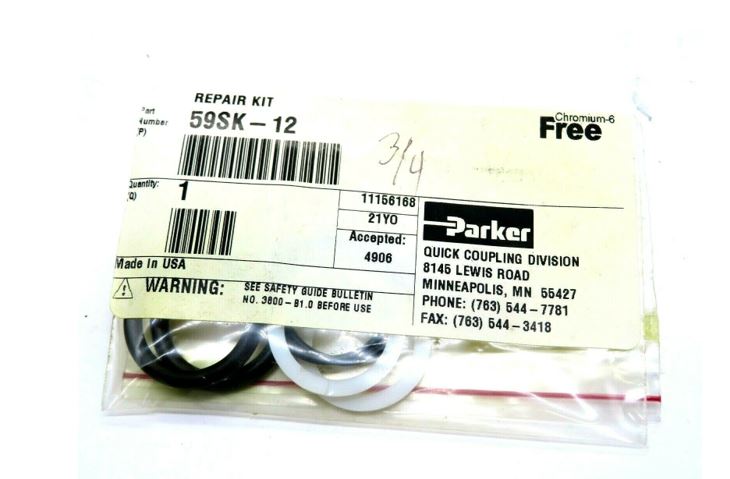 REPAIR KIT
Part
Number
(P)
59SK-12
Chromium-6
Free
3/4
Quantity:
(Q)
1
11156168
21YO
Accepted:
4906
Parker
QUICK COUPLING DIVISION
8145 LEWIS ROAD
MINNEAPOLIS, MN 55427
PHONE: (763) 544-7781
FAX: (763) 544-3418
Made In USA
WARNING: SEE SAFETY GUIDE BULLETIN
NO. 3800-B1.0 BEFORE USE